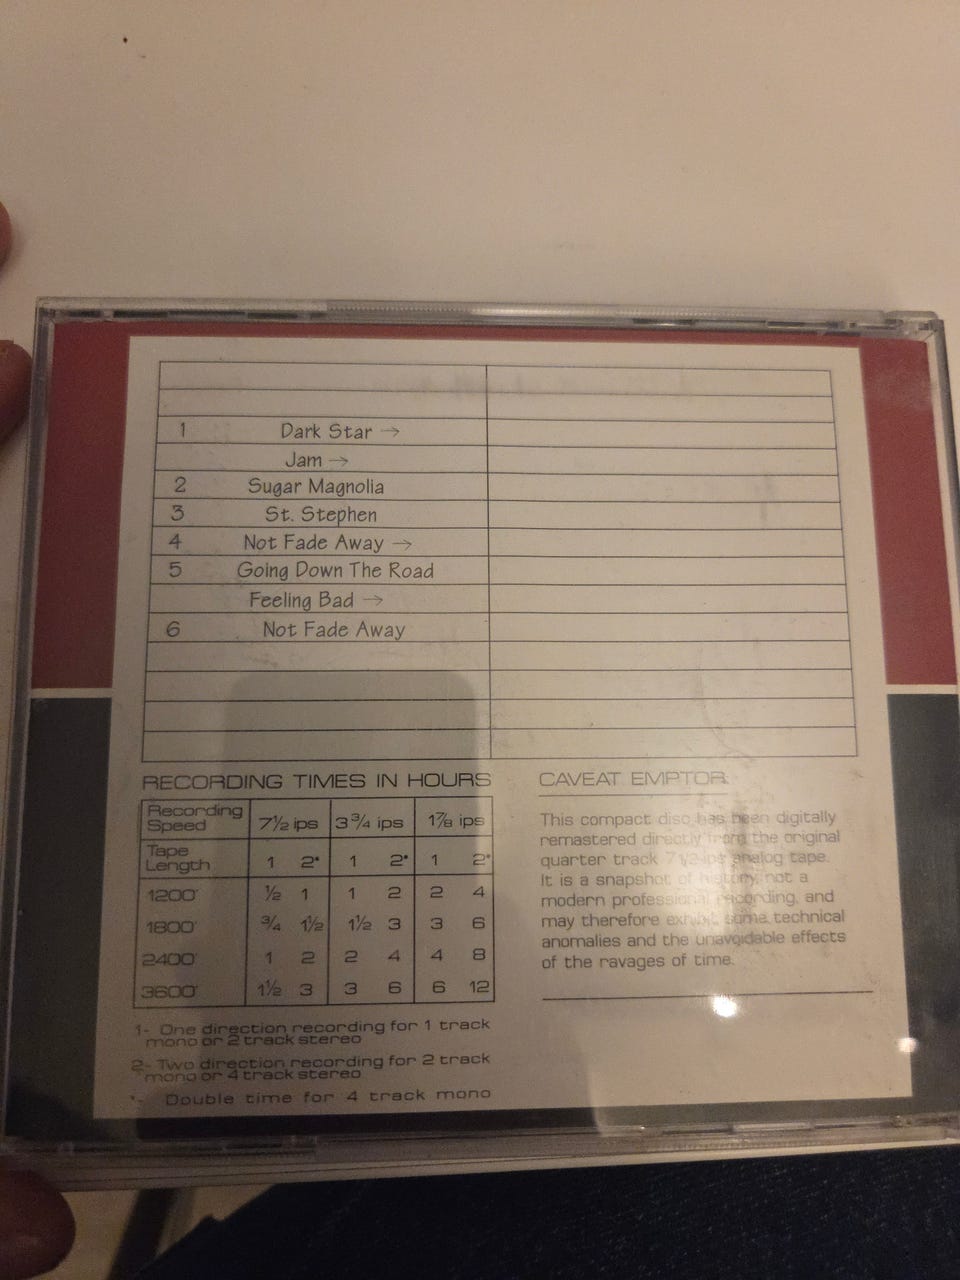 1 Dark Star →
Jam →
2 Sugar Magnolia
3 St. Stephen
4 Not Fade Away →
5 Going Down The Road
Feeling Bad →
6 Not Fade Away
RECORDING TIMES IN HOURS
Recording Speed 7½ ips 3¾ ips 1⅞ ips
Tape Length 1 2* 1 2* 1 2*
1200' ½ 1 1 2 2 4
1800' ¾ 1½ 1½ 3 3 6
2400' 1 2 2 4 4 8
3600' 1½ 3 3 6 6 12
1- One direction recording for 1 track
mono or 2 track stereo
2- Two direction recording for 2 track
mono or 4 track stereo
*- Double time for 4 track mono
CAVEAT EMPTOR:
This compact disc has been digitally
remastered directly from the original
quarter track 7 1/2 ips analog tape.
It is a snapshot of history, not a
modern professional recording, and
may therefore exhibit some technical
anomalies and the unavoidable effects
of the ravages of time.